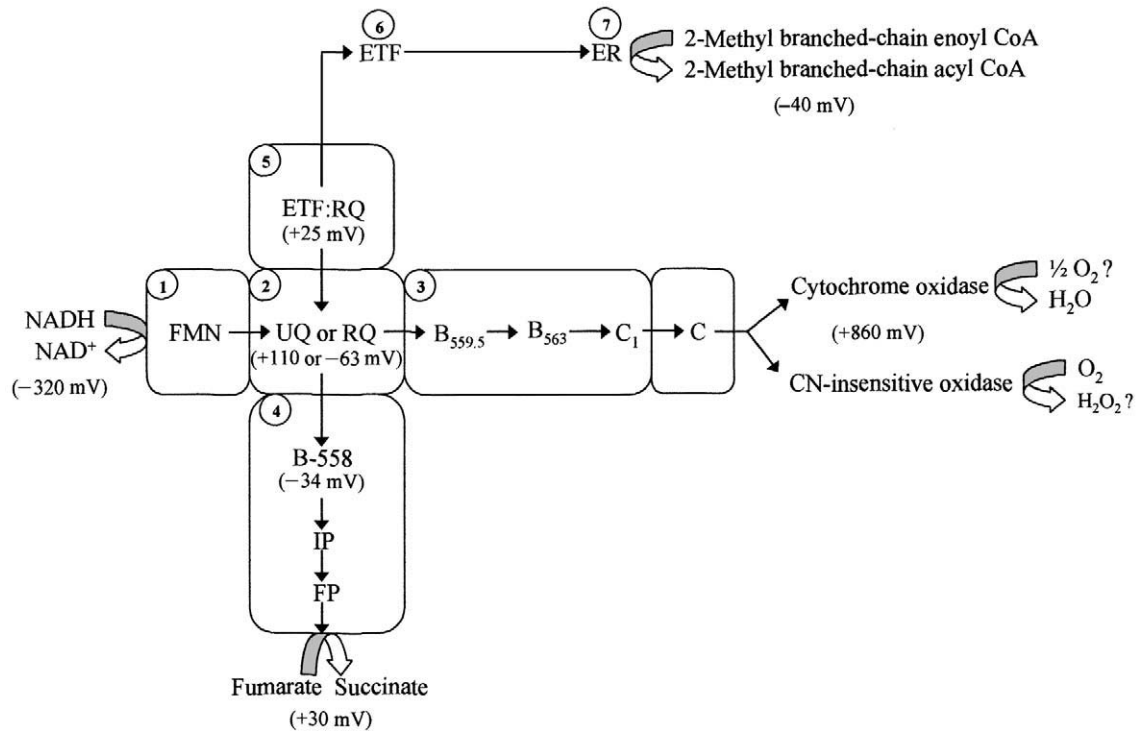 6
7
ETF
ER
2-Methyl branched-chain enoyl CoA
2-Methyl branched-chain acyl CoA
(−40 mV)
5
ETF:RQ
(+25 mV)
1
2
3
NADH
NAD⁺
(−320 mV)
FMN
UQ or RQ
(+110 or −63 mV)
B₅₅₉.₅
B₅₆₃
C₁
C
Cytochrome oxidase
(+860 mV)
½ O₂?
H₂O
CN-insensitive oxidase
O₂
H₂O₂?
4
B-558
(−34 mV)
IP
FP
Fumarate Succinate
(+30 mV)